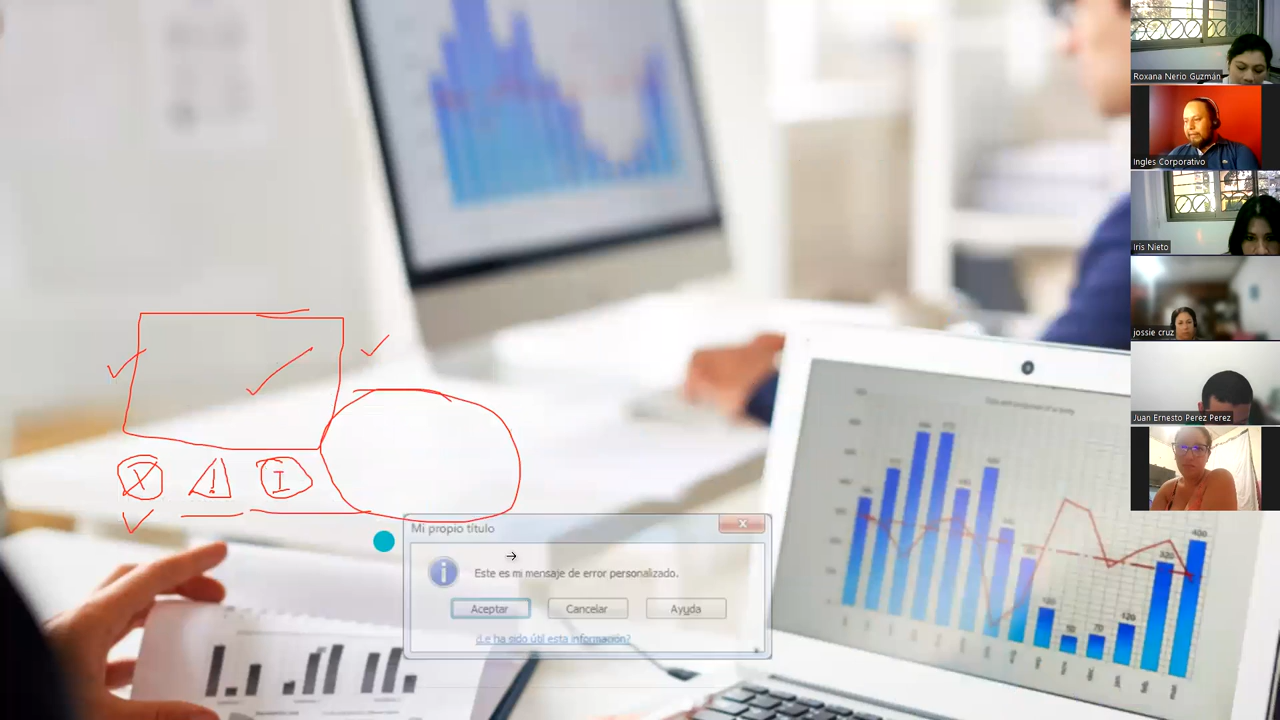 Roxana Nerio Guzmán
Ingles Corporativo
Iris Nieto
jossie cruz
Juan Ernesto Perez Perez
X ! I
Mi propio título
Este es mi mensaje de error personalizado.
Aceptar Cancelar Ayuda
¿Le ha sido útil esta información?